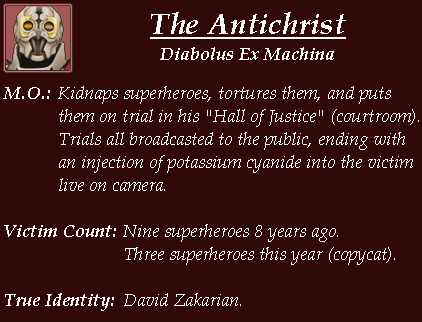 The Antichrist
Diabolus Ex Machina
M.O.: Kidnaps superheroes, tortures them, and puts
them on trial in his "Hall of Justice" (courtroom).
Trials all broadcasted to the public, ending with
an injection of potassium cyanide into the victim
live on camera.
Victim Count: Nine superheroes 8 years ago.
Three superheroes this year (copycat).
True Identity: David Zakarian.